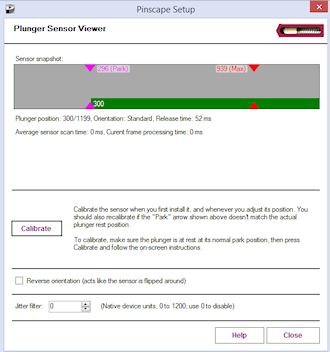 Pinscape Setup
Plunger Sensor Viewer
Sensor snapshot:
296 (Park)
939 (Max)
300
Plunger position: 300/1199, Orientation: Standard, Release time: 52 ms
Average sensor scan time: 0 ms, Curent frame processing time: 0 ms
Calibrate the sensor when you first install it, and whenever you adjust its position. You
should also recalibrate if the "Park" arrow shown above doesn't match the actual
plunger rest position
Calibrate
To calibrate, make sure the plunger is at rest at its normal park position, then press
Calibrate and follow the on-screen instructions.
Reverse orientation (acts like the sensor is flipped around)
Jitter filter:
0
(Native device units, 0 to 1200; use 0 to disable)
Help
Close